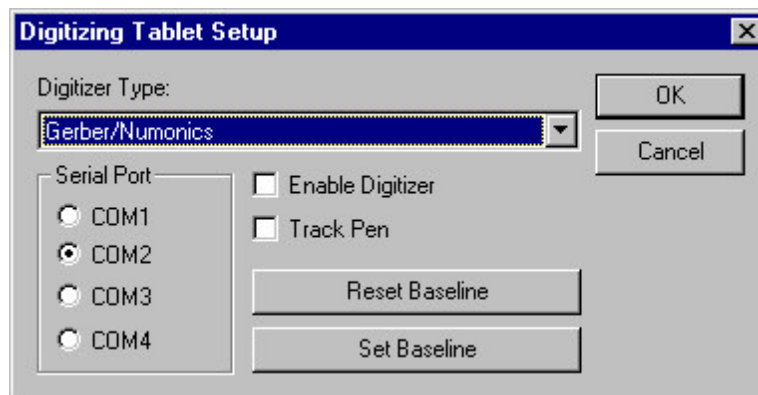 Digitizing Tablet Setup
Digitizer Type:
Gerber/Numonics
OK
Cancel
Serial Port
COM1
COM2
COM3
COM4
Enable Digitizer
Track Pen
Reset Baseline
Set Baseline